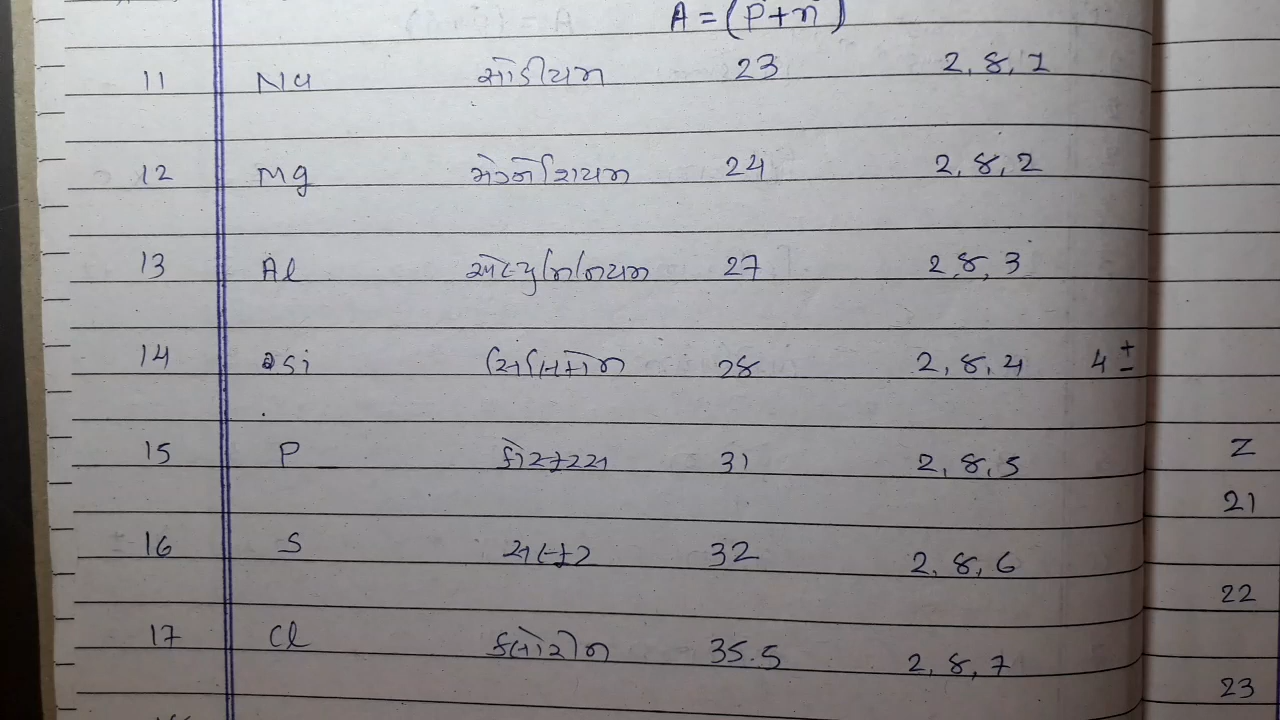 A = (P+n)
11 Na સોડીયમ 23 2, 8, 1
12 Mg મેગ્નેશિયમ 24 2, 8, 2
13 Al એલ્યુમિનિયમ 27 2, 8, 3
14 Si સિલિકોન 28 2, 8, 4 4 ±
15 P ફોસ્ફરસ 31 2, 8, 5
16 S સલ્ફર 32 2, 8, 6
17 Cl ક્લોરીન 35.5 2, 8, 7
Z
21
22
23